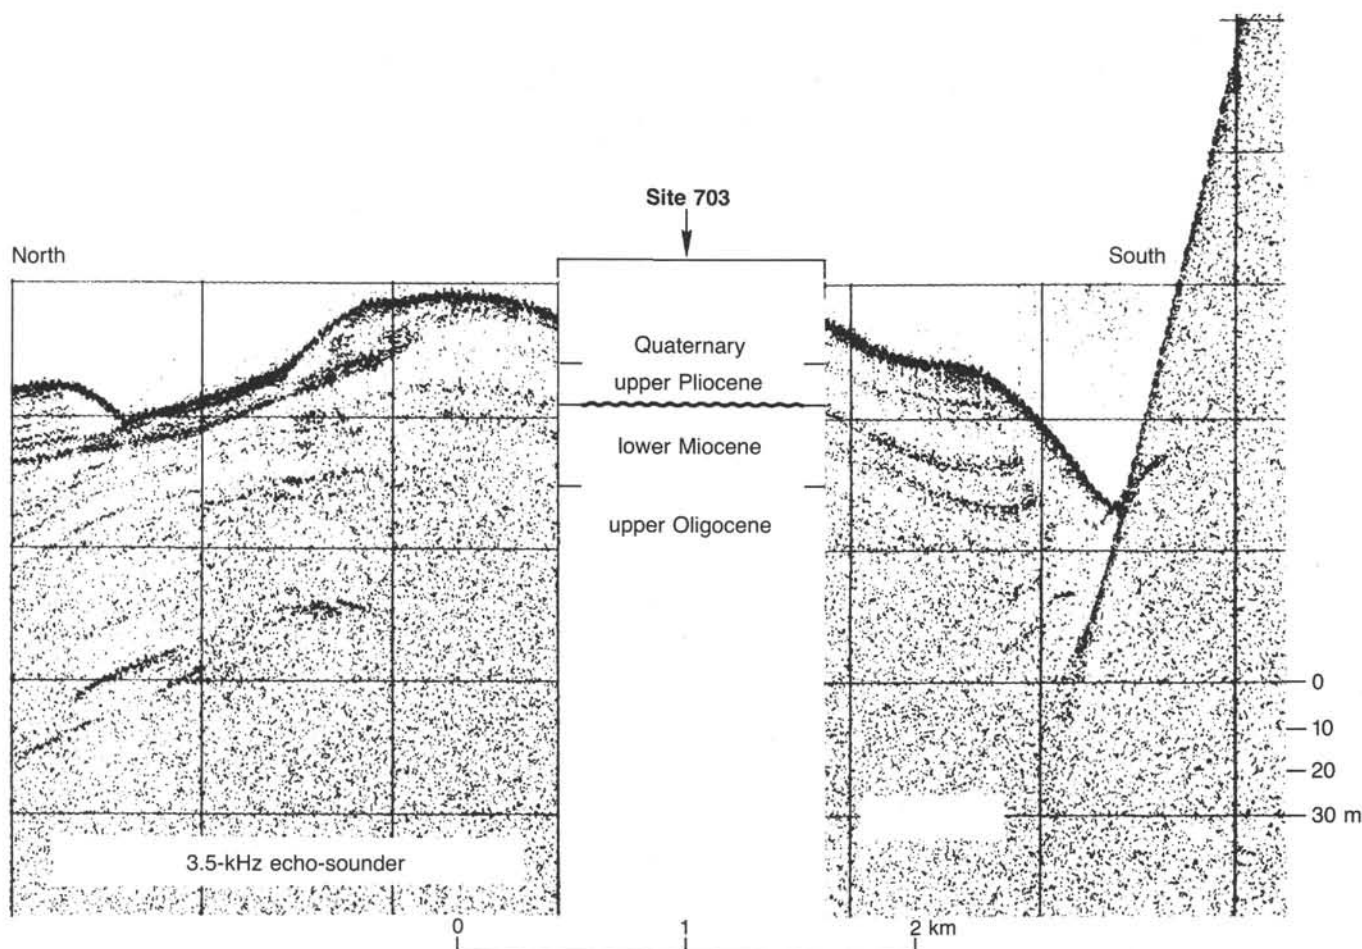 Site 703
North
South
Quaternary
upper Pliocene
lower Miocene
upper Oligocene
0
10
20
30 m
3.5-kHz echo-sounder
0 1 2 km